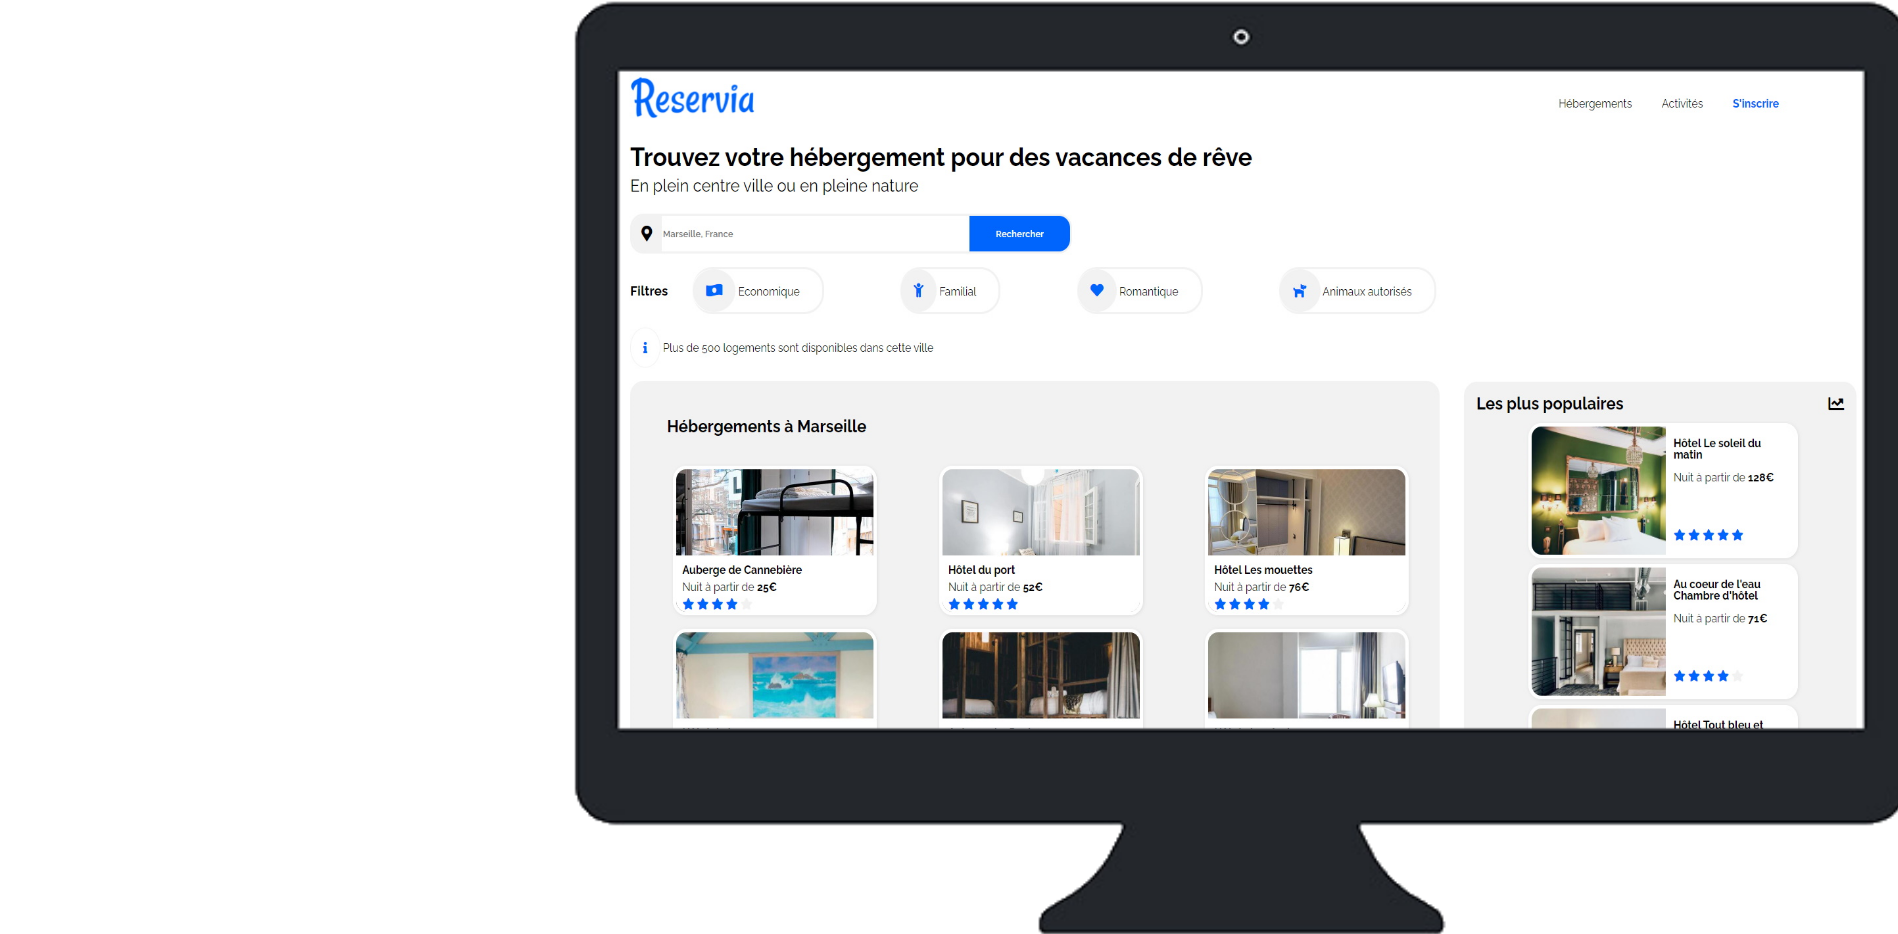 Reservia
Hébergements
Activités
S'inscrire
Trouvez votre hébergement pour des vacances de rêve
En plein centre ville ou en pleine nature
Marseille, France
Rechercher
Filtres
Economique
Familial
Romantique
Animaux autorisés
Plus de 500 logements sont disponibles dans cette ville
Hébergements à Marseille
Auberge de Cannebière
Nuit à partir de 25€
Hôtel du port
Nuit à partir de 52€
Hôtel Les mouettes
Nuit à partir de 76€
Les plus populaires
Hôtel Le soleil du
matin
Nuit à partir de 128€
Au coeur de l'eau
Chambre d'hôtel
Nuit à partir de 71€
Hôtel Tout bleu et